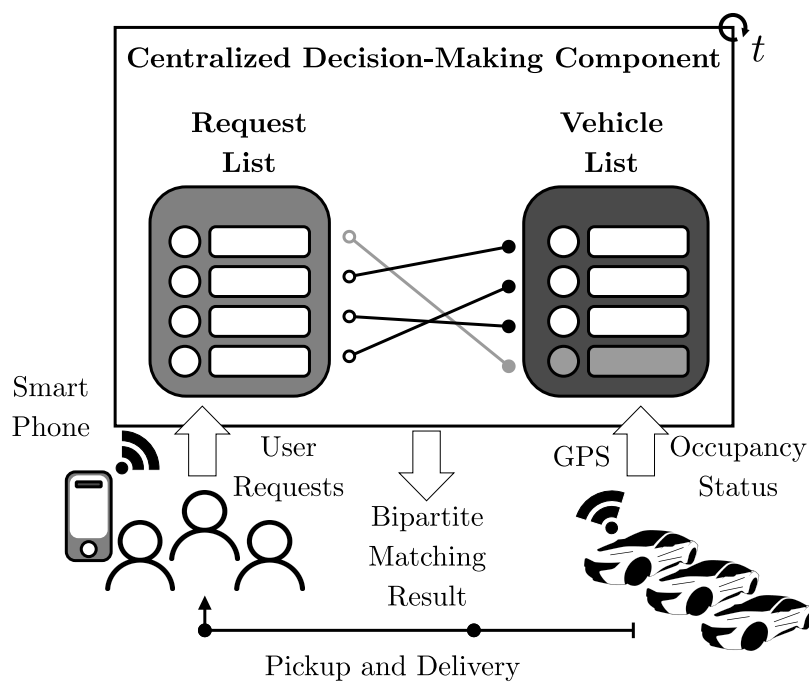 Centralized Decision-Making Component
t
Request
List
Vehicle
List
Smart
Phone
User
Requests
GPS
Occupancy
Status
Bipartite
Matching
Result
Pickup and Delivery